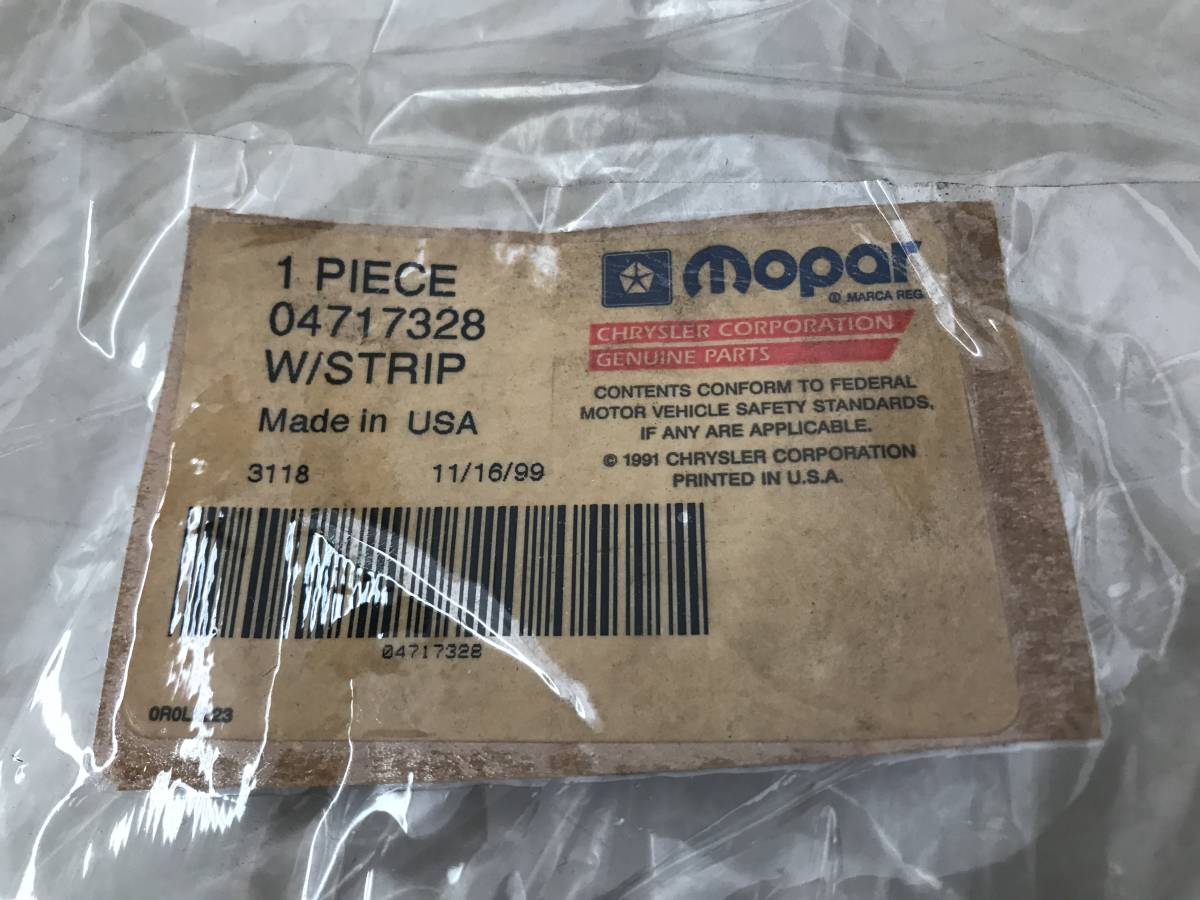 1 PIECE
04717328
W/STRIP
Made in USA
3118 11/16/99
04717328
mopar
® MARCA REG.
CHRYSLER CORPORATION
GENUINE PARTS
CONTENTS CONFORM TO FEDERAL
MOTOR VEHICLE SAFETY STANDARDS,
IF ANY ARE APPLICABLE.
© 1991 CHRYSLER CORPORATION
PRINTED IN U.S.A.